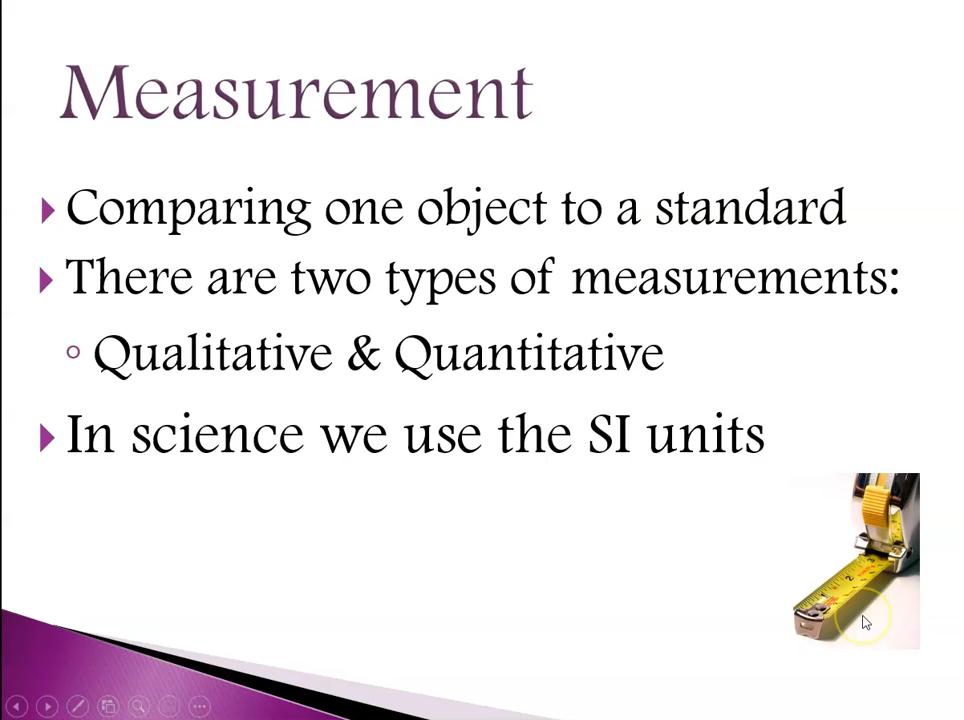 Measurement
Comparing one object to a standard
There are two types of measurements:
Qualitative & Quantitative
In science we use the SI units
2